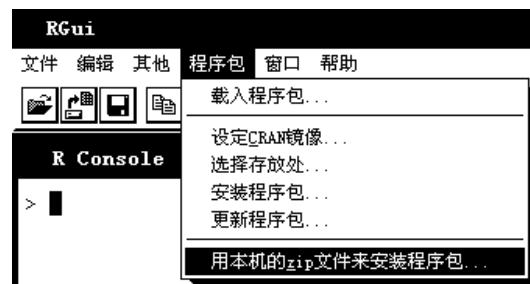 RGui
文件 编辑 其他 程序包 窗口 帮助
载入程序包...
设定CRAN镜像...
选择存放处...
安装程序包...
更新程序包...
用本机的zip文件来安装程序包...
R Console
>